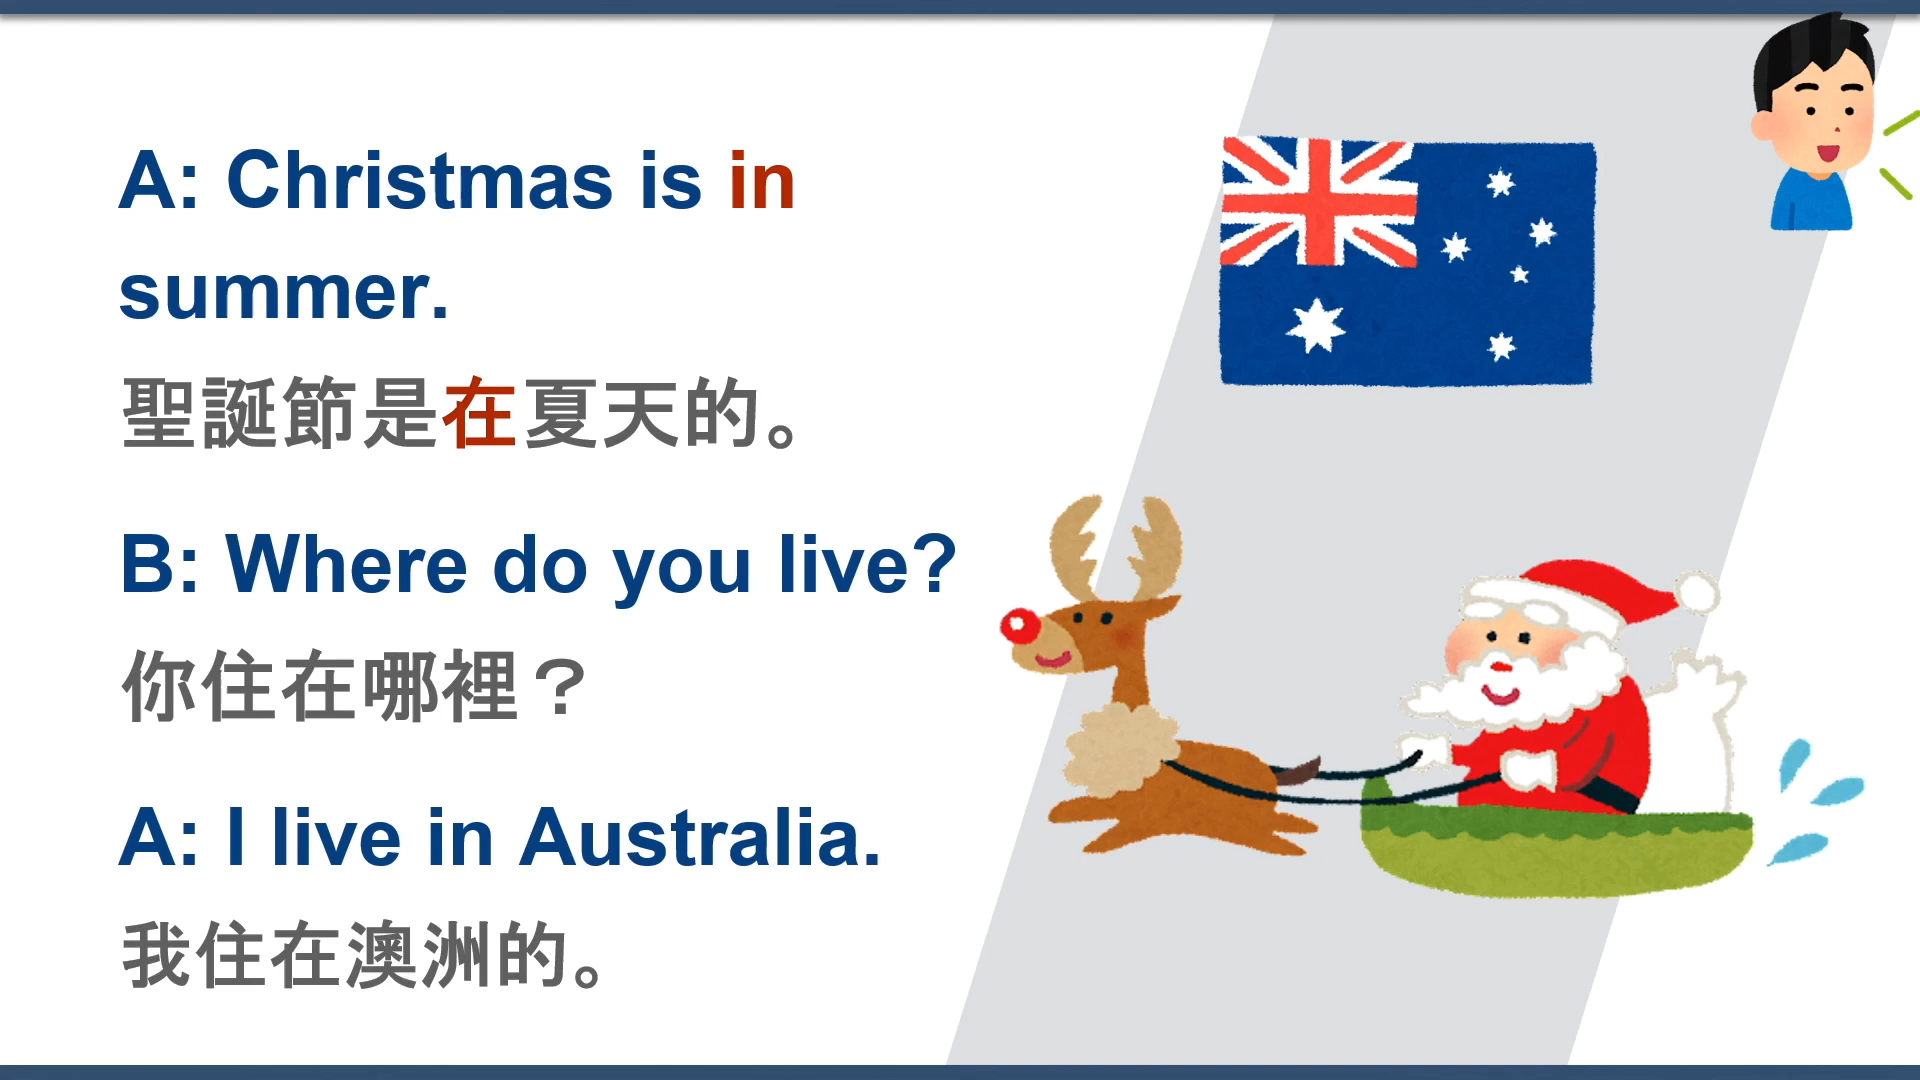 A: Christmas is in
summer.
聖誕節是在夏天的。
B: Where do you live?
你住在哪裡？
A: I live in Australia.
我住在澳洲的。